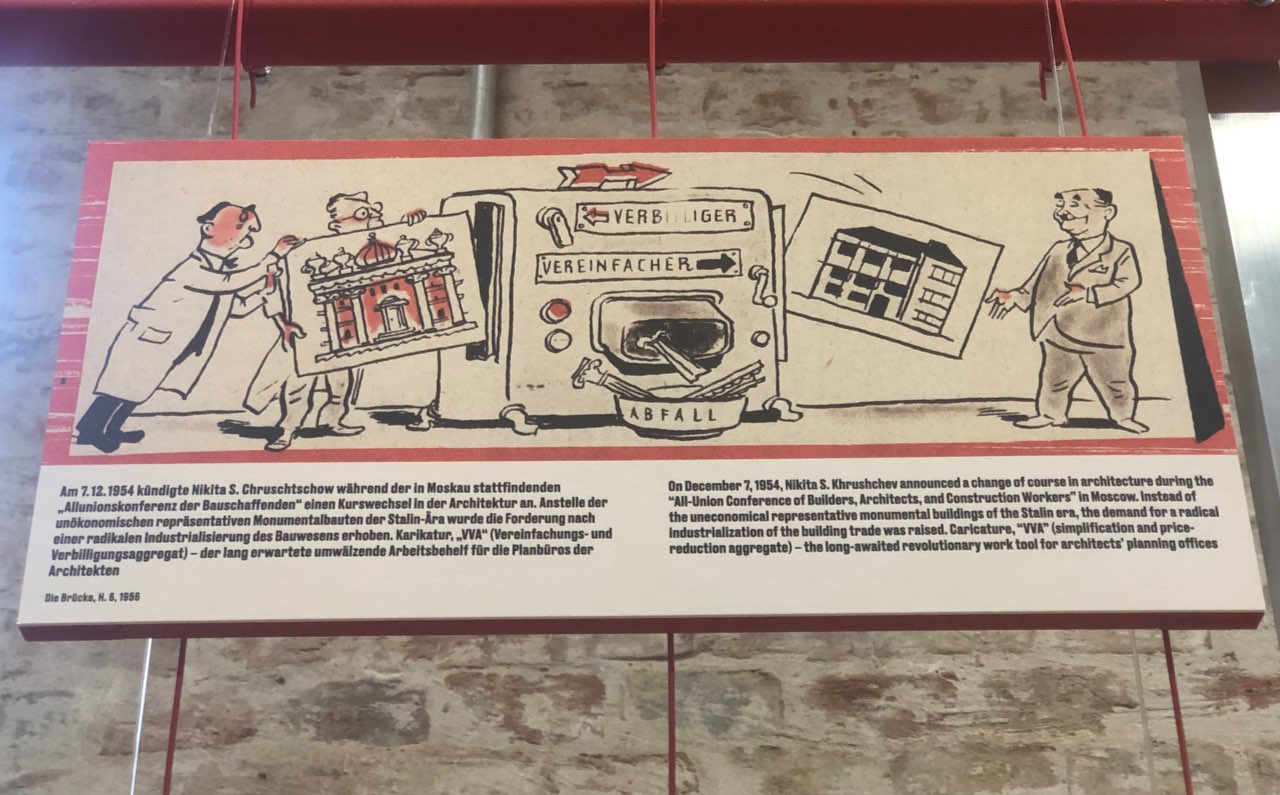 VERBILLIGER
VEREINFACHER
ABFALL
Am 7.12.1954 kündigte Nikita S. Chruschtschow während der in Moskau stattfindenden
„Allunionskonferenz der Bauschaffenden“ einen Kurswechsel in der Architektur an. Anstelle der
unökonomischen repräsentativen Monumentalbauten der Stalin-Ära wurde die Forderung nach
einer radikalen Industrialisierung des Bauwesens erhoben. Karikatur, „VVA“ (Vereinfachungs- und
Verbilligungsaggregat) – der lang erwartete umwälzende Arbeitsbehelf für die Planbüros der
Architekten
Die Brücke, H. 6, 1956
On December 7, 1954, Nikita S. Khrushchev announced a change of course in architecture during the
“All-Union Conference of Builders, Architects, and Construction Workers” in Moscow. Instead of
the uneconomical representative monumental buildings of the Stalin era, the demand for a radical
industrialization of the building trade was raised. Caricature, “VVA” (simplification and price-
reduction aggregate) – the long-awaited revolutionary work tool for architects' planning offices